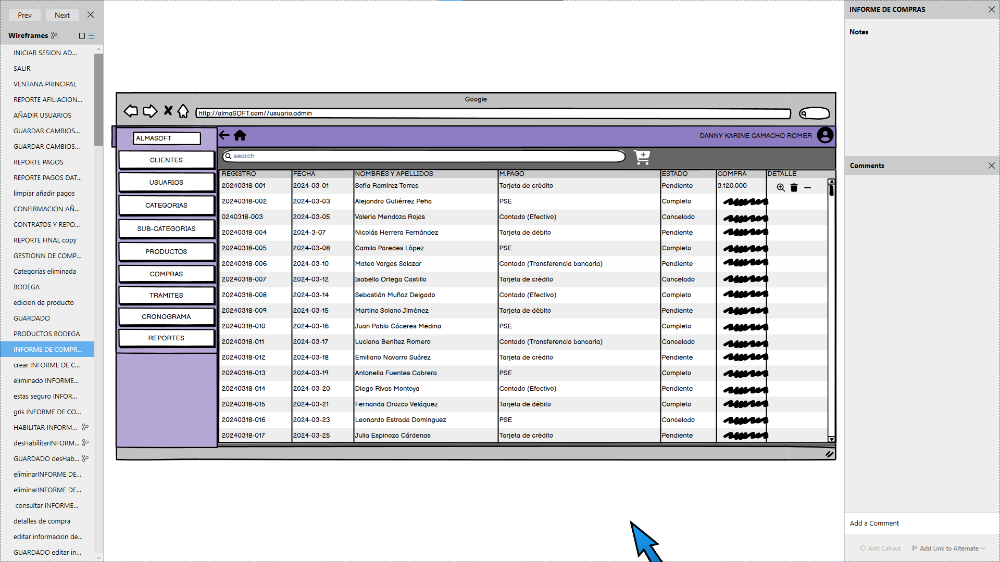 Prev Next
Wireframes
INICIAR SESION AD...
SALIR
VENTANA PRINCIPAL
REPORTE AFILIACION...
AÑADIR USUARIOS
GUARDAR CAMBIOS...
GUARDAR CAMBIOS...
REPORTE PAGOS
REPORTE PAGOS DAT...
limpiar añadir pagos
CONFIRMACION AÑ...
CONTRATOS Y REPO...
REPORTE FINAL copy
GESTIONN DE COMP...
Categorias eliminada
BODEGA
edicion de producto
GUARDADO
PRODUCTOS BODEGA
INFORME DE COMPR...
crear INFORME DE C...
eliminado INFORME...
estas seguro INFOR...
gris INFORME DE CO...
HABILITAR INFORM...
desHabilitarINFORM...
GUARDADO desHab...
eliminarINFORME DE...
eliminarINFORME DE...
consultar INFORME...
detalles de compra
editar informacion de...
GUARDADO editar in...
Google
http://almaSOFT.com//usuario.admin
ALMASOFT
CLIENTES
USUARIOS
CATEGORIAS
SUB-CATEGORIAS
PRODUCTOS
COMPRAS
TRAMITES
CRONOGRAMA
REPORTES
DANNY KARINE CAMACHO ROMER
search
REGISTRO FECHA NOMBRES Y APELLIDOS M.PAGO ESTADO COMPRA DETALLE
20240318-001 2024-03-01 Sofía Ramírez Torres Tarjeta de crédito Pendiente 3.120.000
20240318-002 2024-03-03 Alejandro Gutiérrez Peña PSE Completo
0240318-003 2024-03-05 Valeria Mendoza Rojas Contado (Efectivo) Cancelado
20240318-004 2024-3-07 Nicolás Herrera Fernández Tarjeta de débito Pendiente
20240318-005 2024-03-08 Camila Paredes López PSE Completo
20240318-006 2024-03-10 Mateo Vargas Salazar Contado (Transferencia bancaria) Pendiente
20240318-007 2024-03-12 Isabella Ortega Castillo Tarjeta de crédito Cancelado
20240318-008 2024-03-14 Sebastián Muñoz Delgado Contado (Efectivo) Completo
20240318-009 2024-03-15 Martina Solano Jiménez Tarjeta de débito Pendiente
20240318-010 2024-03-16 Juan Pablo Cáceres Medina PSE Completo
20240318-011 2024-03-17 Luciana Benítez Romero Contado (Transferencia bancaria) Cancelado
20240318-012 2024-03-18 Emiliano Navarro Suárez Tarjeta de crédito Pendiente
20240318-013 2024-03-19 Antonella Fuentes Cabrera PSE Completo
20240318-014 2024-03-20 Diego Rivas Montoya Contado (Efectivo) Pendiente
20240318-015 2024-03-21 Fernanda Orozco Veláquez Tarjeta de débito Completo
20240318-016 2024-03-23 Leonardo Estrada Domínguez PSE Cancelado
20240318-017 2024-03-25 Julia Espinoza Cárdenas Tarjeta de crédito Pendiente
INFORME DE COMPRAS
Notes
Comments
Add a Comment
Add Callout Add Link to Alternate